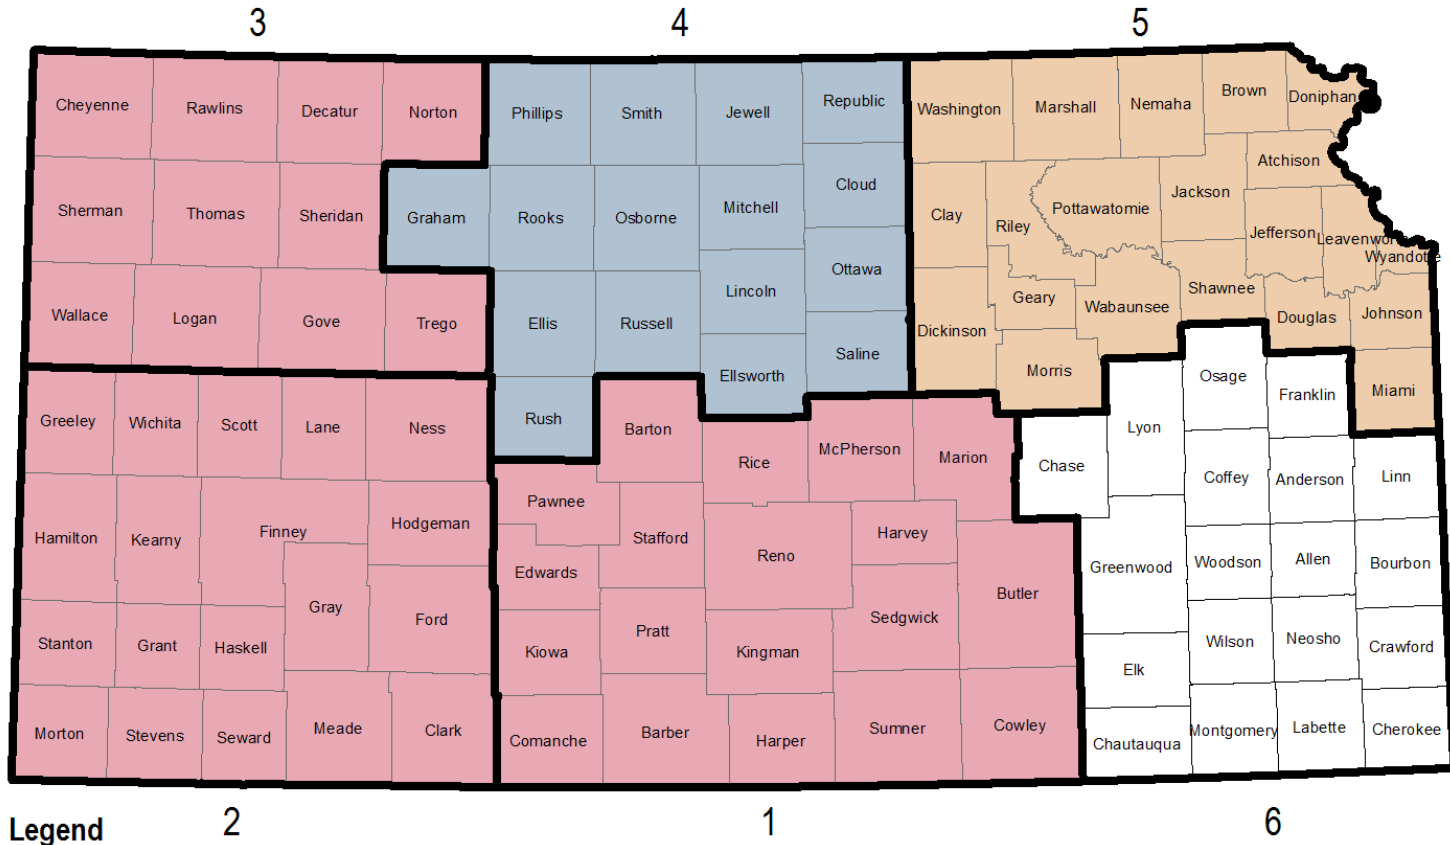 3 4 5
Cheyenne Rawlins Decatur Norton Phillips Smith Jewell Republic Washington Marshall Nemaha Brown Doniphan
Atchison
Sherman Thomas Sheridan Graham Rooks Osborne Mitchell Cloud Clay Riley Pottawatomie Jackson
Jefferson Leavenworth Wyandotte
Wallace Logan Gove Trego Ellis Russell Lincoln Ottawa Dickinson Geary Wabaunsee Shawnee Douglas Johnson
Ellsworth Saline Morris Osage Franklin Miami
Greeley Wichita Scott Lane Ness Rush Barton Rice McPherson Marion Chase Lyon
Coffey Anderson Linn
Hamilton Kearny Finney Hodgeman Pawnee Stafford Reno Harvey
Edwards Greenwood Woodson Allen Bourbon
Gray Ford Sedgwick Butler
Stanton Grant Haskell Kiowa Pratt Kingman Elk Wilson Neosho Crawford
Morton Stevens Seward Meade Clark Comanche Barber Harper Sumner Cowley Chautauqua Montgomery Labette Cherokee
Legend 2 1 6